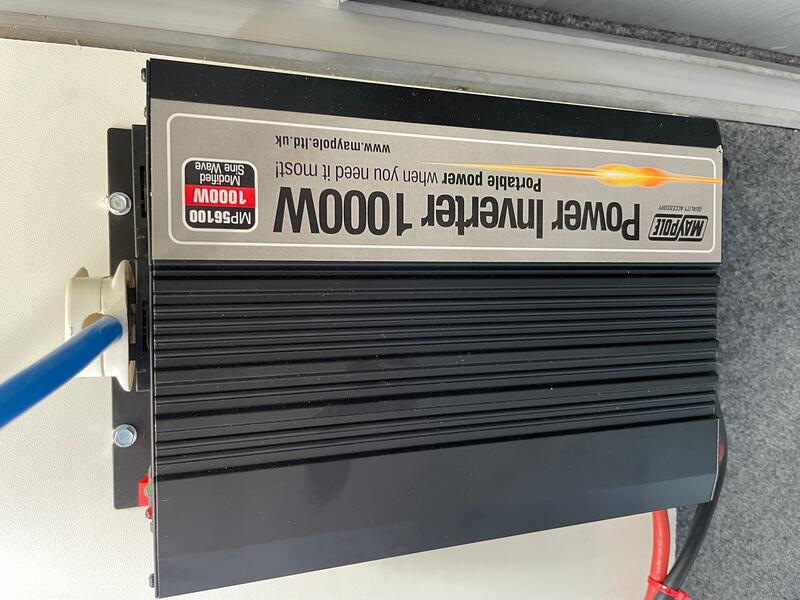 MAYPOLE
QUALITY ACCESSORY
Power Inverter 1000W
Portable power when you need it most!
www.maypole.ltd.uk
MP56100
1000W
Modified
Sine Wave